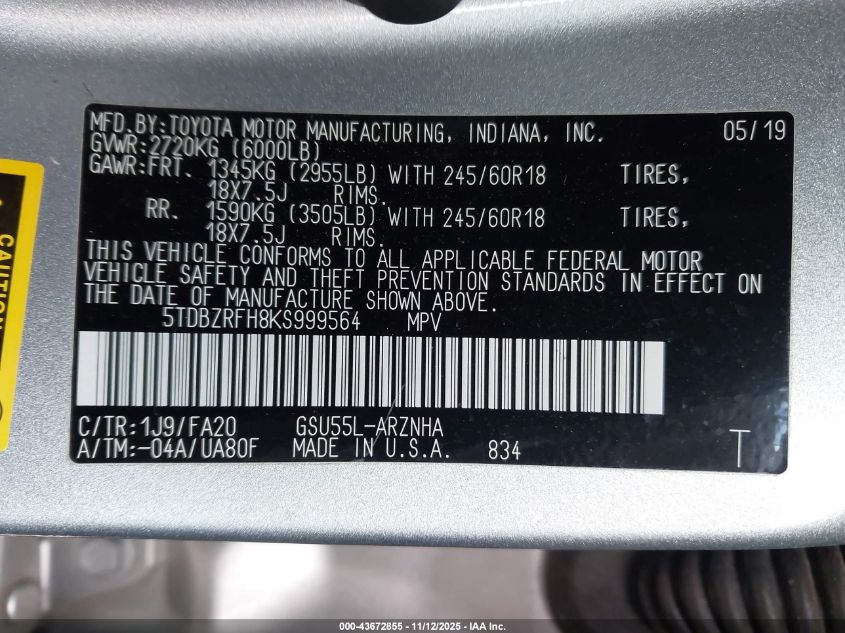 MFD.BY:TOYOTA MOTOR MANUFACTURING, INDIANA, INC. 05/19
GVWR:2720KG (6000LB)
GAWR:FRT. 1345KG (2955LB) WITH 245/60R18 TIRES,
18X7.5J RIMS.
RR. 1590KG (3505LB) WITH 245/60R18 TIRES,
18X7.5J RIMS.
THIS VEHICLE CONFORMS TO ALL APPLICABLE FEDERAL MOTOR
VEHICLE SAFETY AND THEFT PREVENTION STANDARDS IN EFFECT ON
THE DATE OF MANUFACTURE SHOWN ABOVE.
5TDBZRFH8KS999564 MPV
C/TR:1J9/FA20 GSU55L-ARZNHA
A/TM:-04A/UA80F MADE IN U.S.A. 834 T
CAUTION
000-43672855 - 11/12/2025 - IAA Inc.